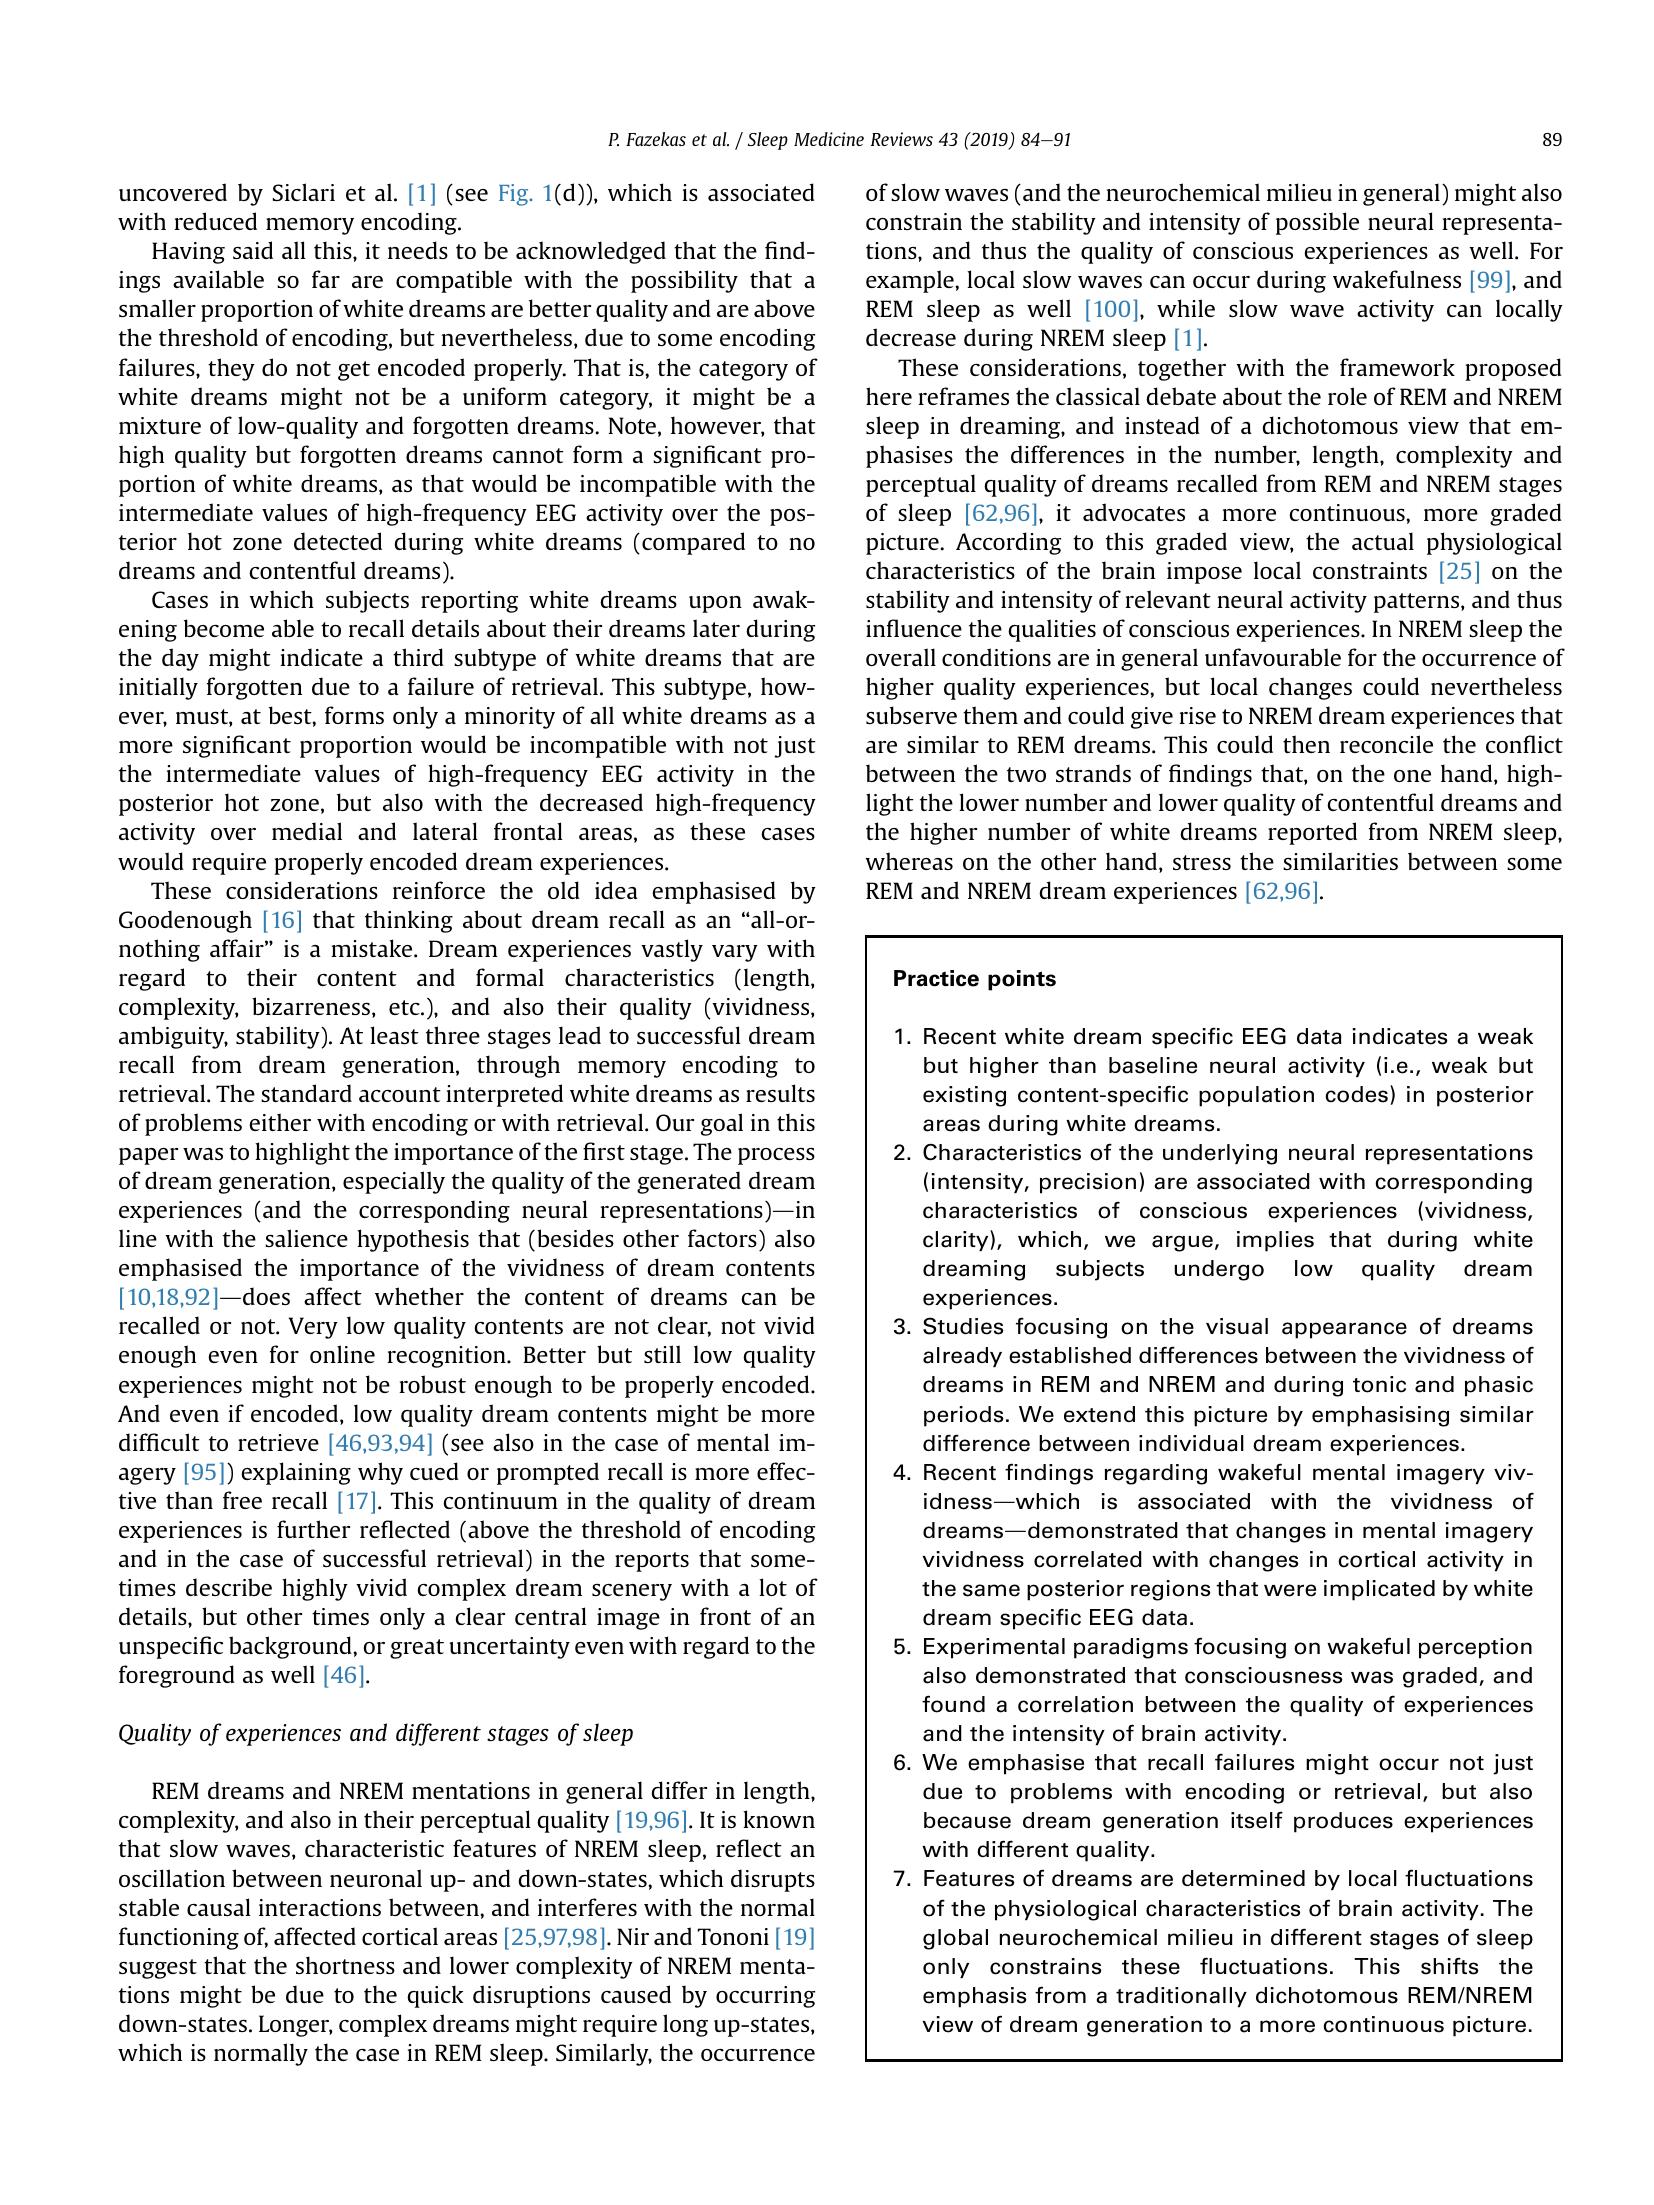 P. Fazekas et al. / Sleep Medicine Reviews 43 (2019) 84–91
89
uncovered by Siclari et al. [1] (see Fig. 1(d)), which is associated
with reduced memory encoding.
Having said all this, it needs to be acknowledged that the find-
ings available so far are compatible with the possibility that a
smaller proportion of white dreams are better quality and are above
the threshold of encoding, but nevertheless, due to some encoding
failures, they do not get encoded properly. That is, the category of
white dreams might not be a uniform category, it might be a
mixture of low-quality and forgotten dreams. Note, however, that
high quality but forgotten dreams cannot form a significant pro-
portion of white dreams, as that would be incompatible with the
intermediate values of high-frequency EEG activity over the pos-
terior hot zone detected during white dreams (compared to no
dreams and contentful dreams).
Cases in which subjects reporting white dreams upon awak-
ening become able to recall details about their dreams later during
the day might indicate a third subtype of white dreams that are
initially forgotten due to a failure of retrieval. This subtype, how-
ever, must, at best, forms only a minority of all white dreams as a
more significant proportion would be incompatible with not just
the intermediate values of high-frequency EEG activity in the
posterior hot zone, but also with the decreased high-frequency
activity over medial and lateral frontal areas, as these cases
would require properly encoded dream experiences.
These considerations reinforce the old idea emphasised by
Goodenough [16] that thinking about dream recall as an “all-or-
nothing affair” is a mistake. Dream experiences vastly vary with
regard to their content and formal characteristics (length,
complexity, bizarreness, etc.), and also their quality (vividness,
ambiguity, stability). At least three stages lead to successful dream
recall from dream generation, through memory encoding to
retrieval. The standard account interpreted white dreams as results
of problems either with encoding or with retrieval. Our goal in this
paper was to highlight the importance of the first stage. The process
of dream generation, especially the quality of the generated dream
experiences (and the corresponding neural representations)—in
line with the salience hypothesis that (besides other factors) also
emphasised the importance of the vividness of dream contents
[10,18,92]—does affect whether the content of dreams can be
recalled or not. Very low quality contents are not clear, not vivid
enough even for online recognition. Better but still low quality
experiences might not be robust enough to be properly encoded.
And even if encoded, low quality dream contents might be more
difficult to retrieve [46,93,94] (see also in the case of mental im-
agery [95]) explaining why cued or prompted recall is more effec-
tive than free recall [17]. This continuum in the quality of dream
experiences is further reflected (above the threshold of encoding
and in the case of successful retrieval) in the reports that some-
times describe highly vivid complex dream scenery with a lot of
details, but other times only a clear central image in front of an
unspecific background, or great uncertainty even with regard to the
foreground as well [46].
Quality of experiences and different stages of sleep
REM dreams and NREM mentations in general differ in length,
complexity, and also in their perceptual quality [19,96]. It is known
that slow waves, characteristic features of NREM sleep, reflect an
oscillation between neuronal up- and down-states, which disrupts
stable causal interactions between, and interferes with the normal
functioning of, affected cortical areas [25,97,98]. Nir and Tononi [19]
suggest that the shortness and lower complexity of NREM menta-
tions might be due to the quick disruptions caused by occurring
down-states. Longer, complex dreams might require long up-states,
which is normally the case in REM sleep. Similarly, the occurrence
of slow waves (and the neurochemical milieu in general) might also
constrain the stability and intensity of possible neural representa-
tions, and thus the quality of conscious experiences as well. For
example, local slow waves can occur during wakefulness [99], and
REM sleep as well [100], while slow wave activity can locally
decrease during NREM sleep [1].
These considerations, together with the framework proposed
here reframes the classical debate about the role of REM and NREM
sleep in dreaming, and instead of a dichotomous view that em-
phasises the differences in the number, length, complexity and
perceptual quality of dreams recalled from REM and NREM stages
of sleep [62,96], it advocates a more continuous, more graded
picture. According to this graded view, the actual physiological
characteristics of the brain impose local constraints [25] on the
stability and intensity of relevant neural activity patterns, and thus
influence the qualities of conscious experiences. In NREM sleep the
overall conditions are in general unfavourable for the occurrence of
higher quality experiences, but local changes could nevertheless
subserve them and could give rise to NREM dream experiences that
are similar to REM dreams. This could then reconcile the conflict
between the two strands of findings that, on the one hand, high-
light the lower number and lower quality of contentful dreams and
the higher number of white dreams reported from NREM sleep,
whereas on the other hand, stress the similarities between some
REM and NREM dream experiences [62,96].
Practice points
1. Recent white dream specific EEG data indicates a weak
but higher than baseline neural activity (i.e., weak but
existing content-specific population codes) in posterior
areas during white dreams.
2. Characteristics of the underlying neural representations
(intensity, precision) are associated with corresponding
characteristics of conscious experiences (vividness,
clarity), which, we argue, implies that during white
dreaming subjects undergo low quality dream
experiences.
3. Studies focusing on the visual appearance of dreams
already established differences between the vividness of
dreams in REM and NREM and during tonic and phasic
periods. We extend this picture by emphasising similar
difference between individual dream experiences.
4. Recent findings regarding wakeful mental imagery viv-
idness—which is associated with the vividness of
dreams—demonstrated that changes in mental imagery
vividness correlated with changes in cortical activity in
the same posterior regions that were implicated by white
dream specific EEG data.
5. Experimental paradigms focusing on wakeful perception
also demonstrated that consciousness was graded, and
found a correlation between the quality of experiences
and the intensity of brain activity.
6. We emphasise that recall failures might occur not just
due to problems with encoding or retrieval, but also
because dream generation itself produces experiences
with different quality.
7. Features of dreams are determined by local fluctuations
of the physiological characteristics of brain activity. The
global neurochemical milieu in different stages of sleep
only constrains these fluctuations. This shifts the
emphasis from a traditionally dichotomous REM/NREM
view of dream generation to a more continuous picture.